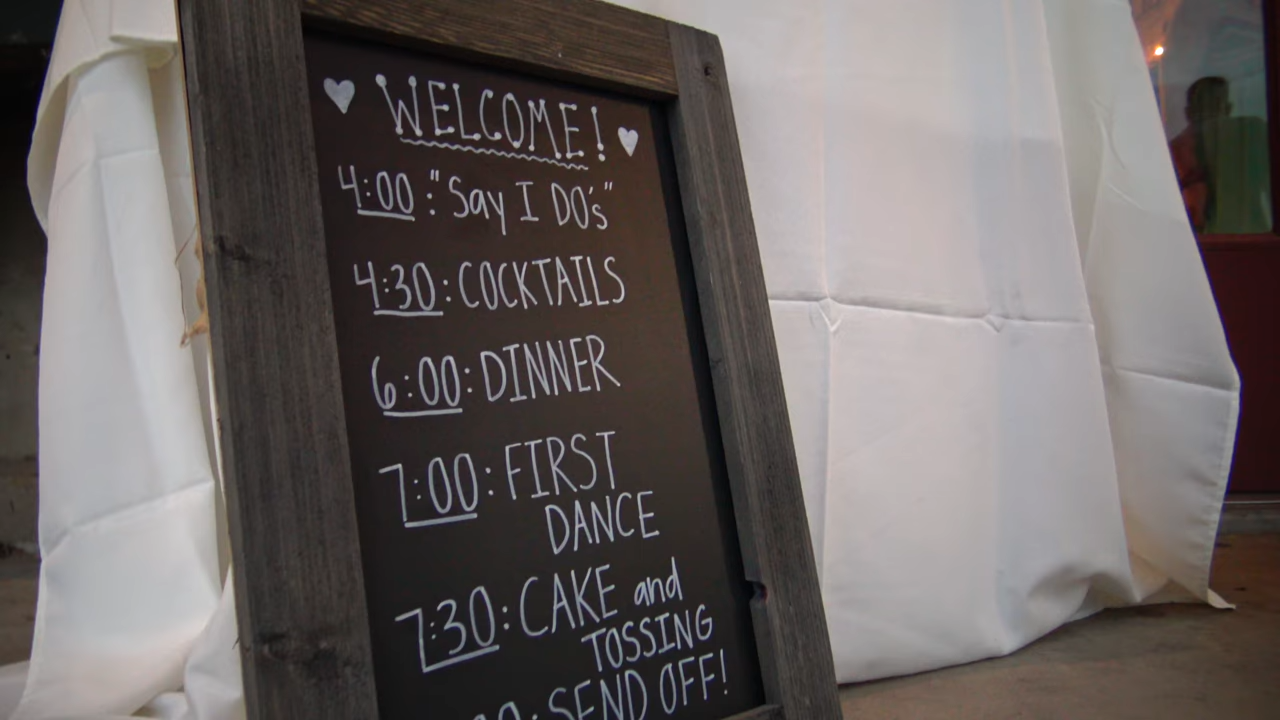 WELCOME!
4:00 : "Say I DO's"
4:30 : COCKTAILS
6:00 : DINNER
7:00 : FIRST
DANCE
7:30 : CAKE and
TOSSING
SEND OFF!